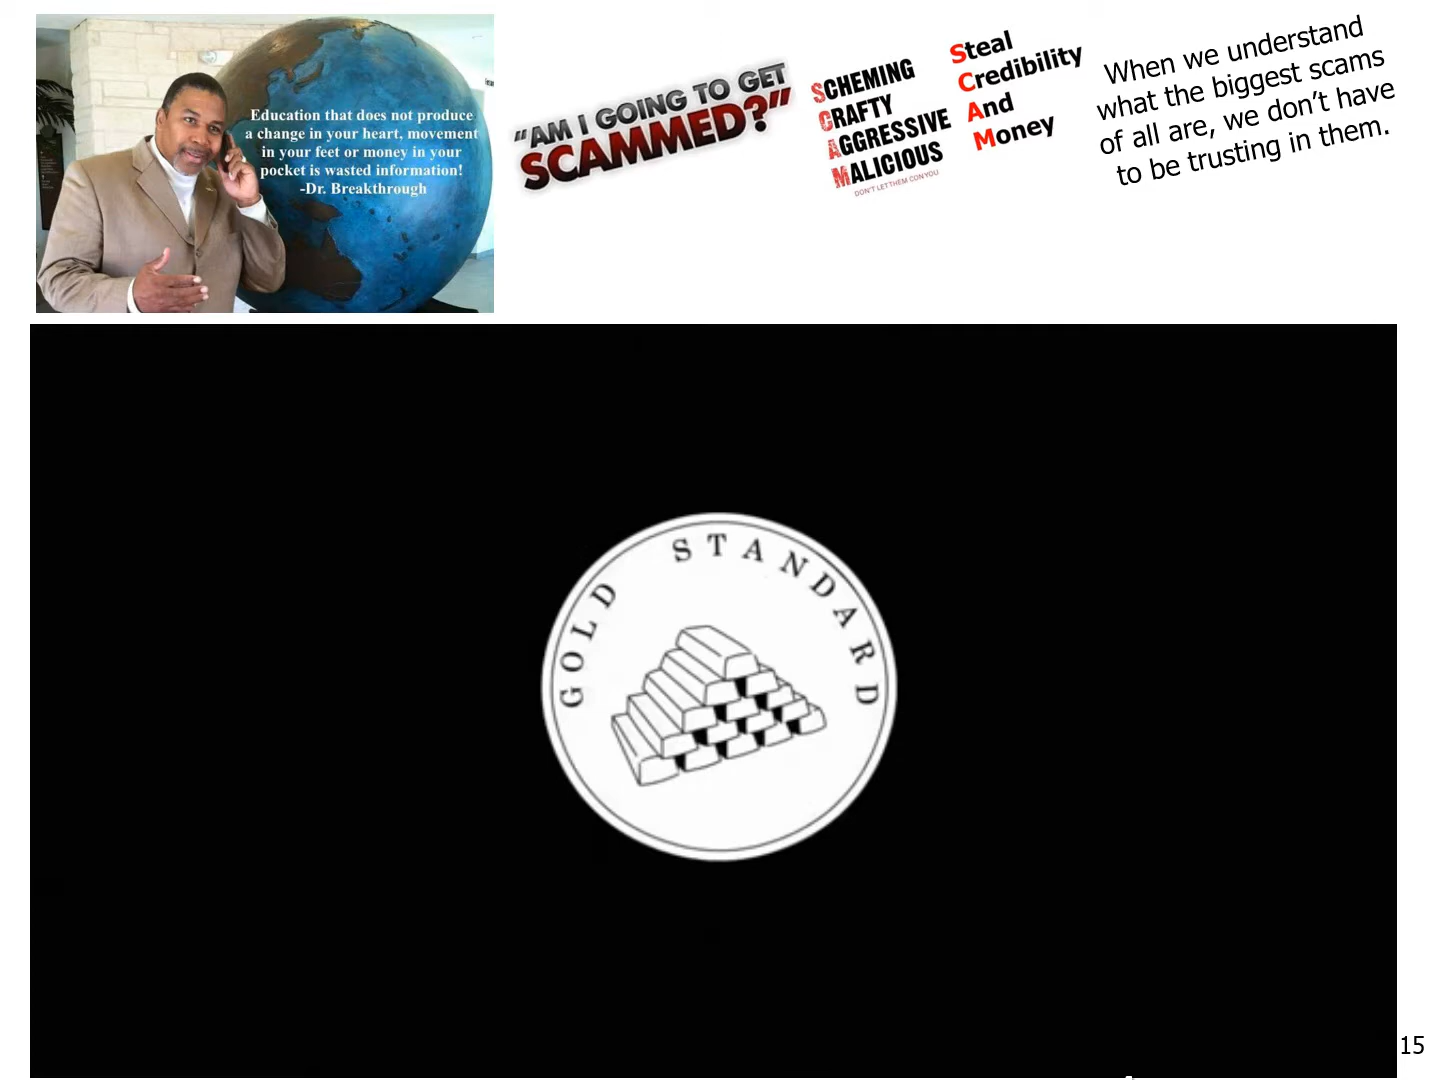 Education that does not produce
a change in your heart, movement
in your feet or money in your
pocket is wasted information!
-Dr. Breakthrough
"AM I GOING TO GET
SCAMMED?"
SCHEMING
CRAFTY
AGGRESSIVE
MALICIOUS
DON'T LET THEM CON YOU
Steal
Credibility
And
Money
When we understand
what the biggest scams
of all are, we don't have
to be trusting in them.
GOLD STANDARD
15